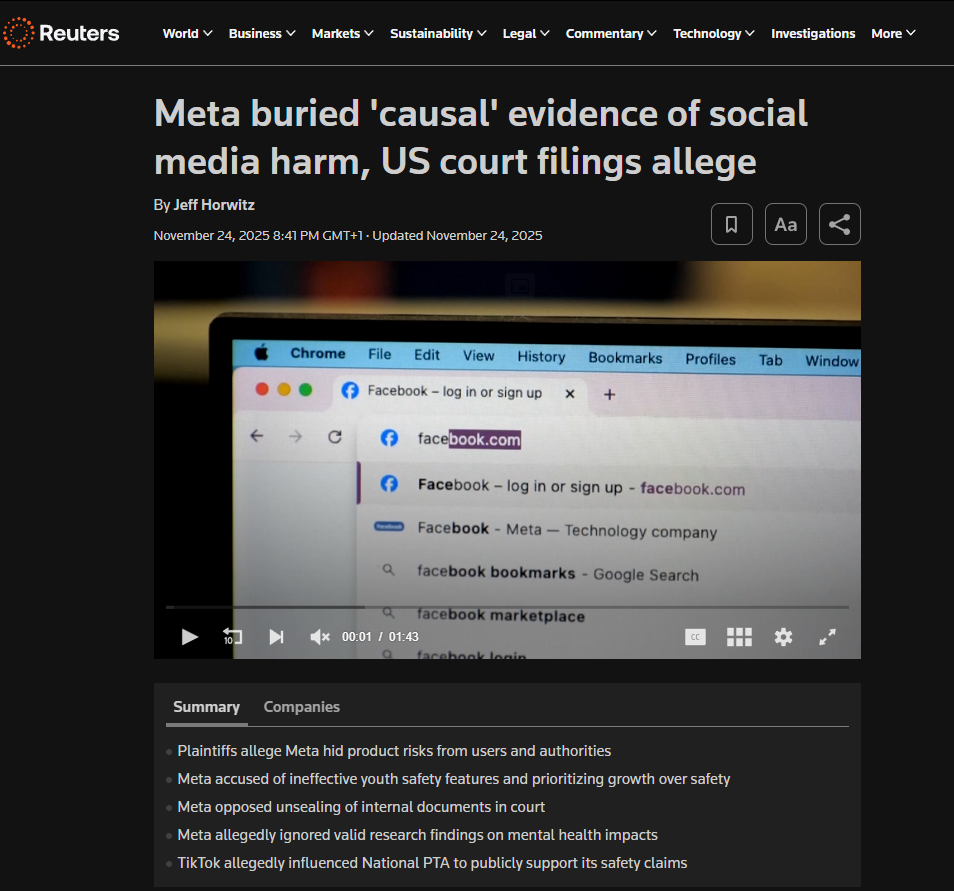 Reuters
World Business Markets Sustainability Legal Commentary Technology Investigations More
Meta buried 'causal' evidence of social
media harm, US court filings allege
By Jeff Horwitz
November 24, 2025 8:41 PM GMT+1 · Updated November 24, 2025
Aa
Chrome File Edit View History Bookmarks Profiles Tab Window
Facebook – log in or sign up
facebook.com
Facebook – log in or sign up - facebook.com
Facebook - Meta — Technology company
facebook bookmarks - Google Search
facebook marketplace
facebook login
10 00:01 / 01:43 CC
Summary Companies
Plaintiffs allege Meta hid product risks from users and authorities
Meta accused of ineffective youth safety features and prioritizing growth over safety
Meta opposed unsealing of internal documents in court
Meta allegedly ignored valid research findings on mental health impacts
TikTok allegedly influenced National PTA to publicly support its safety claims